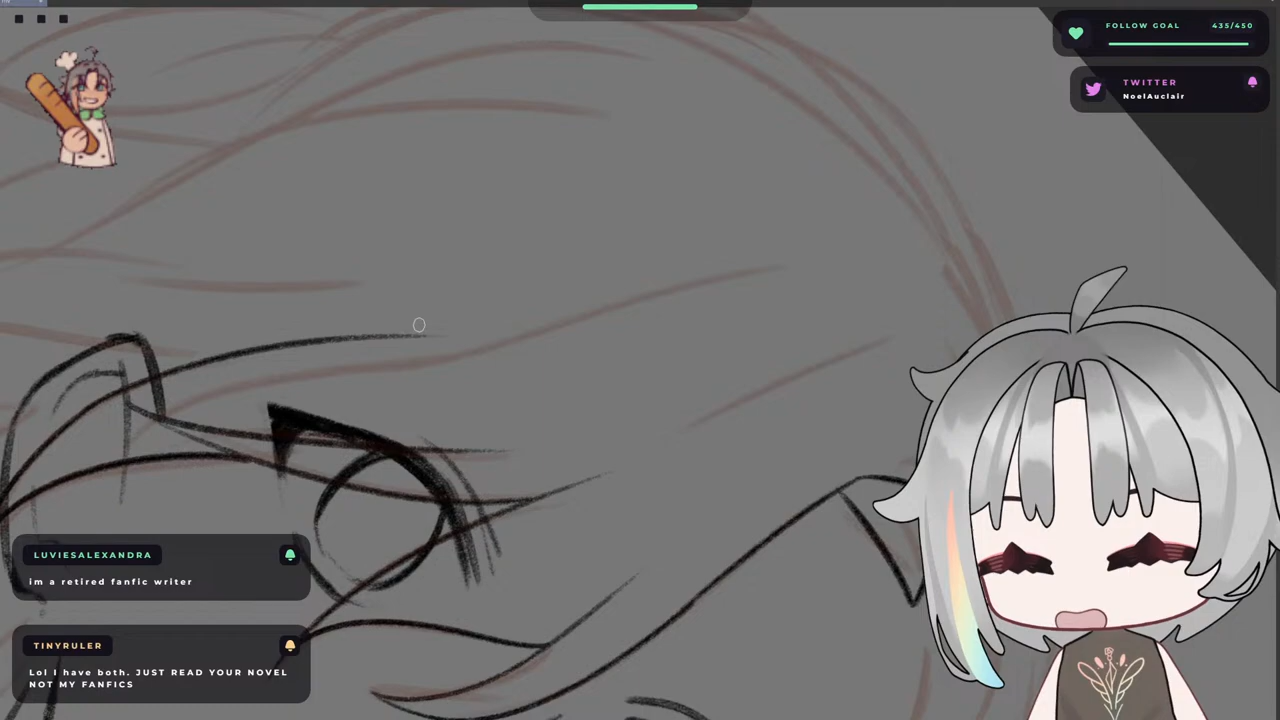 FOLLOW GOAL 435/450
TWITTER
NoelAuclair
LUVIESALEXANDRA
im a retired fanfic writer
TINYRULER
Lol I have both. JUST READ YOUR NOVEL
NOT MY FANFICS